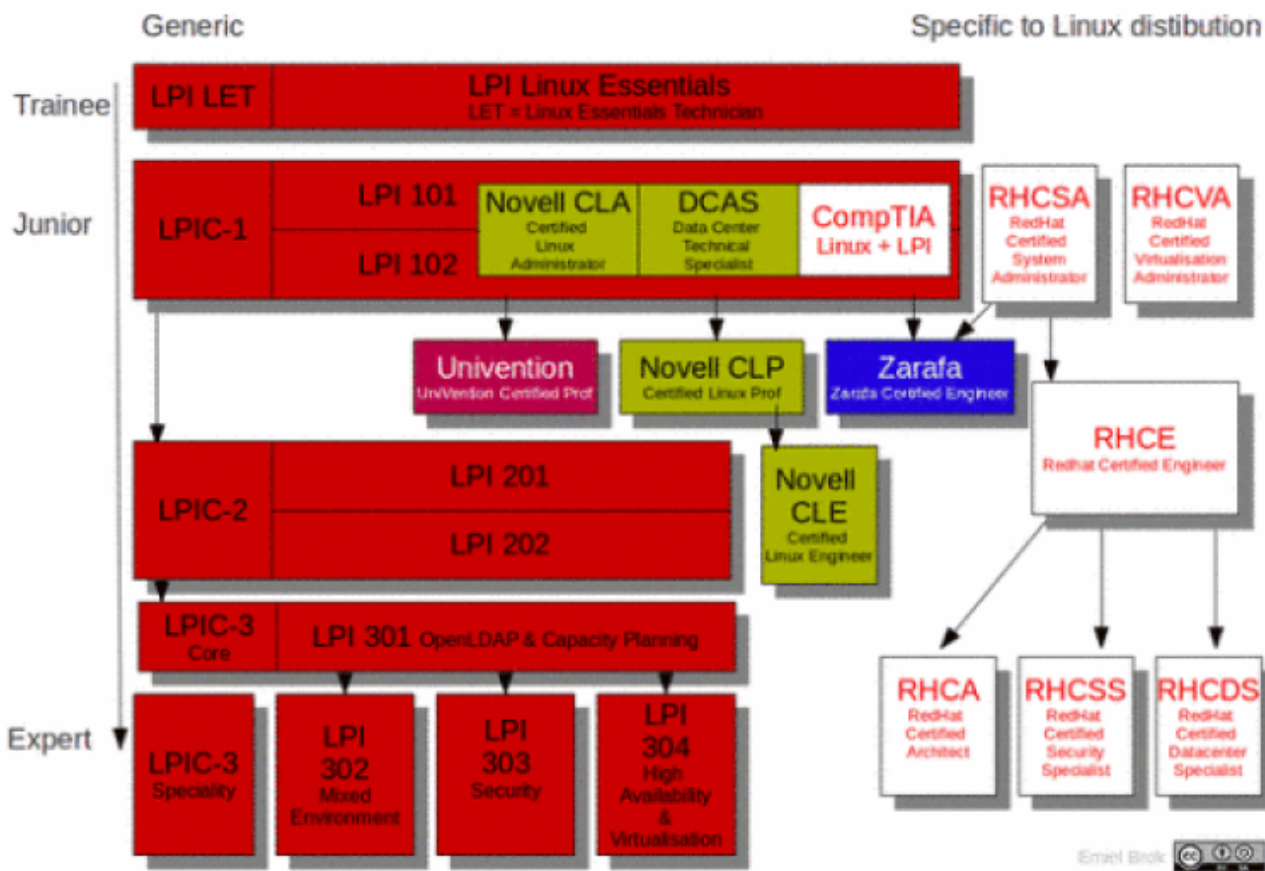 Generic
Specific to Linux distibution
Trainee
LPI LET
LPI Linux Essentials
LET = Linux Essentials Technician
Junior
LPIC-1
LPI 101
LPI 102
Novell CLA
Certified
Linux
Administrator
DCAS
Data Center
Technical
Specialist
CompTIA
Linux + LPI
RHCSA
RedHat
Certified
System
Administrator
RHCVA
RedHat
Certified
Virtualisation
Administrator
Univention
UniVention Certified Prof
Novell CLP
Certified Linux Prof
Zarafa
Zarafa Certified Engineer
RHCE
Redhat Certified Engineer
LPIC-2
LPI 201
LPI 202
Novell
CLE
Certified
Linux Engineer
LPIC-3
Core
LPI 301 OpenLDAP & Capacity Planning
Expert
LPIC-3
Speciality
LPI
302
Mixed
Environment
LPI
303
Security
LPI
304
High
Availability
&
Virtualisation
RHCA
RedHat
Certified
Architect
RHCSS
RedHat
Certified
Security
Specialist
RHCDS
RedHat
Certified
Datacenter
Specialist
Emiel Brok
cc